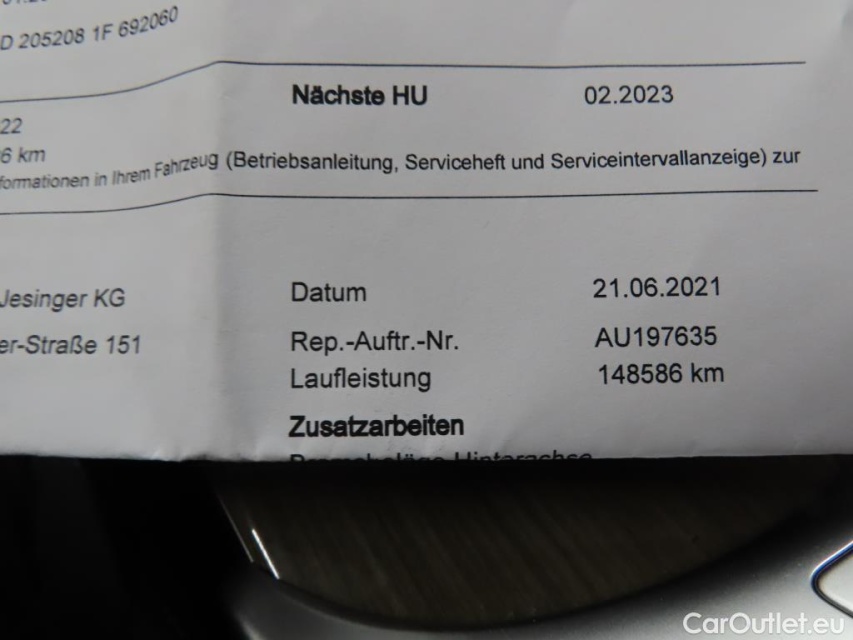 D 205208 1F 692060
Nächste HU 02.2023
22
6 km
formationen in Ihrem Fahrzeug (Betriebsanleitung, Serviceheft und Serviceintervallanzeige) zur
Jesinger KG Datum 21.06.2021
er-Straße 151 Rep.-Auftr.-Nr. AU197635
Laufleistung 148586 km
Zusatzarbeiten
Bremsbeläge Hinterachse
CarOutlet.eu